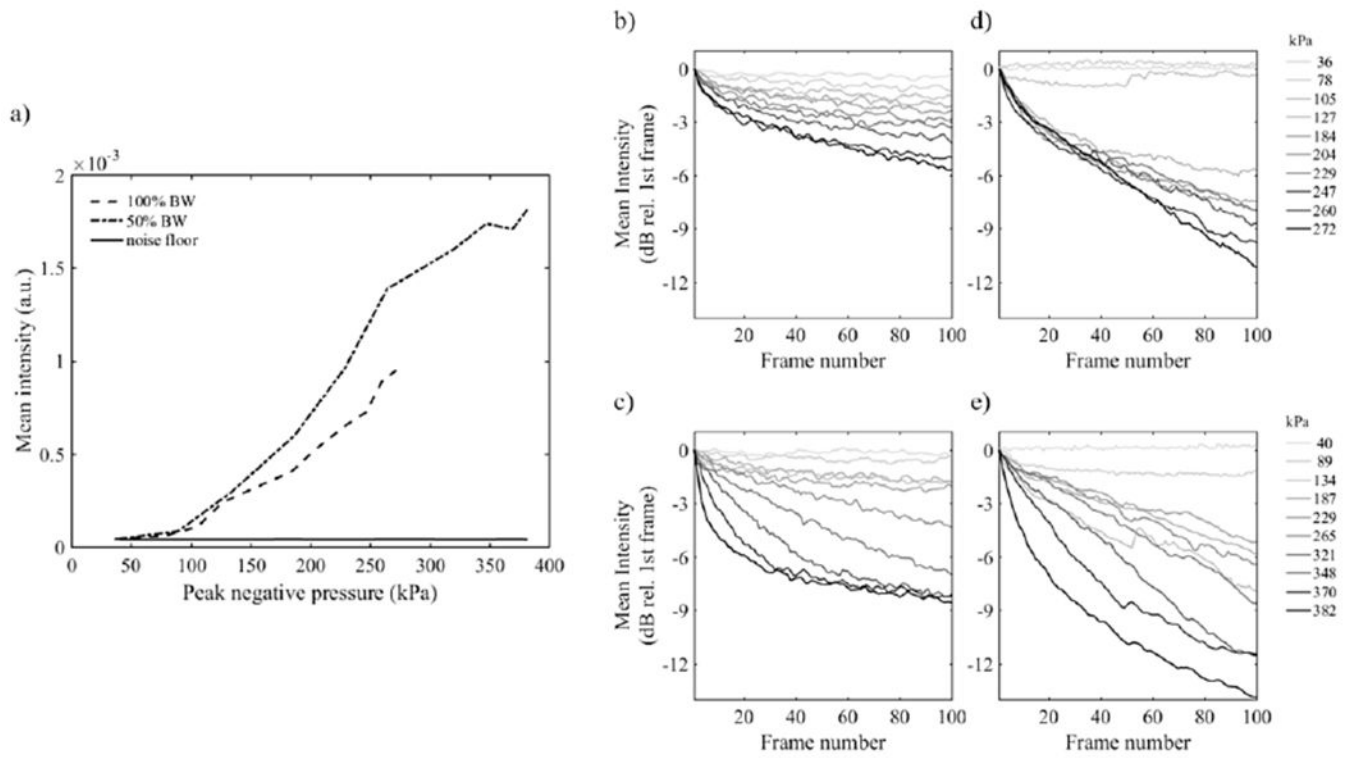 a)
×10⁻³
2
1.5
1
0.5
0
Mean intensity (a.u.)
100% BW
50% BW
noise floor
0 50 100 150 200 250 300 350 400
Peak negative pressure (kPa)
b)
0
-3
-6
-9
-12
Mean Intensity
(dB rel. 1st frame)
20 40 60 80 100
Frame number
d)
0
-3
-6
-9
-12
20 40 60 80 100
Frame number
kPa
36
78
105
127
184
204
229
247
260
272
c)
0
-3
-6
-9
-12
Mean Intensity
(dB rel. 1st frame)
20 40 60 80 100
Frame number
e)
0
-3
-6
-9
-12
20 40 60 80 100
Frame number
kPa
40
89
134
187
229
265
321
348
370
382